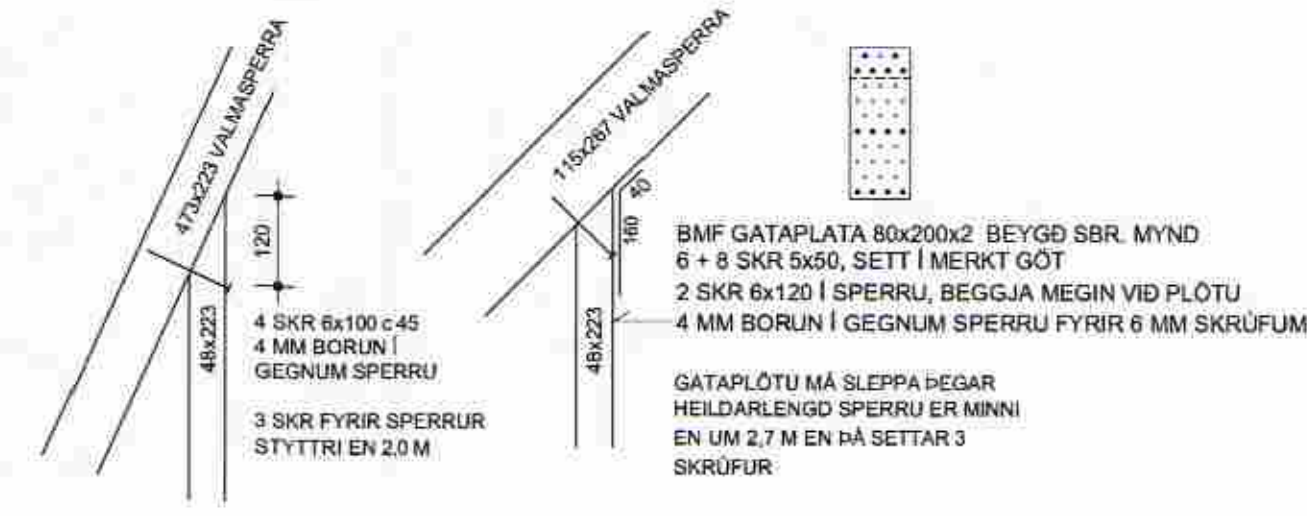 473x223 VALMASPERRA
120
48x223
4 SKR 6x100 c 45
4 MM BORUN Í
GEGNUM SPERRU
3 SKR FYRIR SPERRUR
STYTTRI EN 2,0 M
115x267 VALMASPERRA
40
160
48x223
BMF GATAPLATA 80x200x2 BEYGÐ SBR. MYND
6 + 8 SKR 5x50, SETT Í MERKT GÖT
2 SKR 6x120 Í SPERRU, BEGGJA MEGIN VIÐ PLÖTU
4 MM BORUN Í GEGNUM SPERRU FYRIR 6 MM SKRÚFUM
GATAPLÖTU MÁ SLEPPA ÞEGAR
HEILDARLENGD SPERRU ER MINNI
EN UM 2,7 M EN ÞÁ SETTAR 3
SKRÚFUR